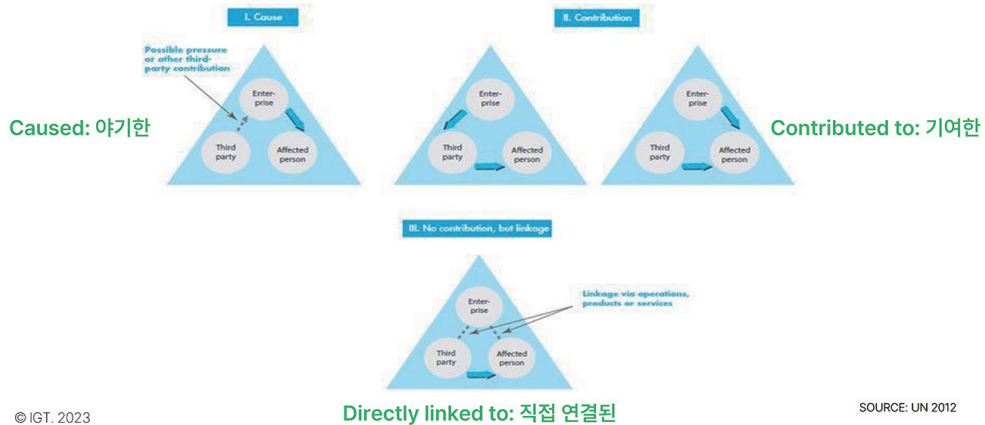 I. Cause
II. Contribution
Possible pressure
or other third-
party contribution
Enter-
prise
Third
party
Affected
person
Enter-
prise
Third
party
Affected
person
Enter-
prise
Third
party
Affected
person
Caused: 야기한
Contributed to: 기여한
III. No contribution, but linkage
Enter-
prise
Third
party
Affected
person
Linkage via operations,
products or services
Directly linked to: 직접 연결된
© IGT. 2023
SOURCE: UN 2012